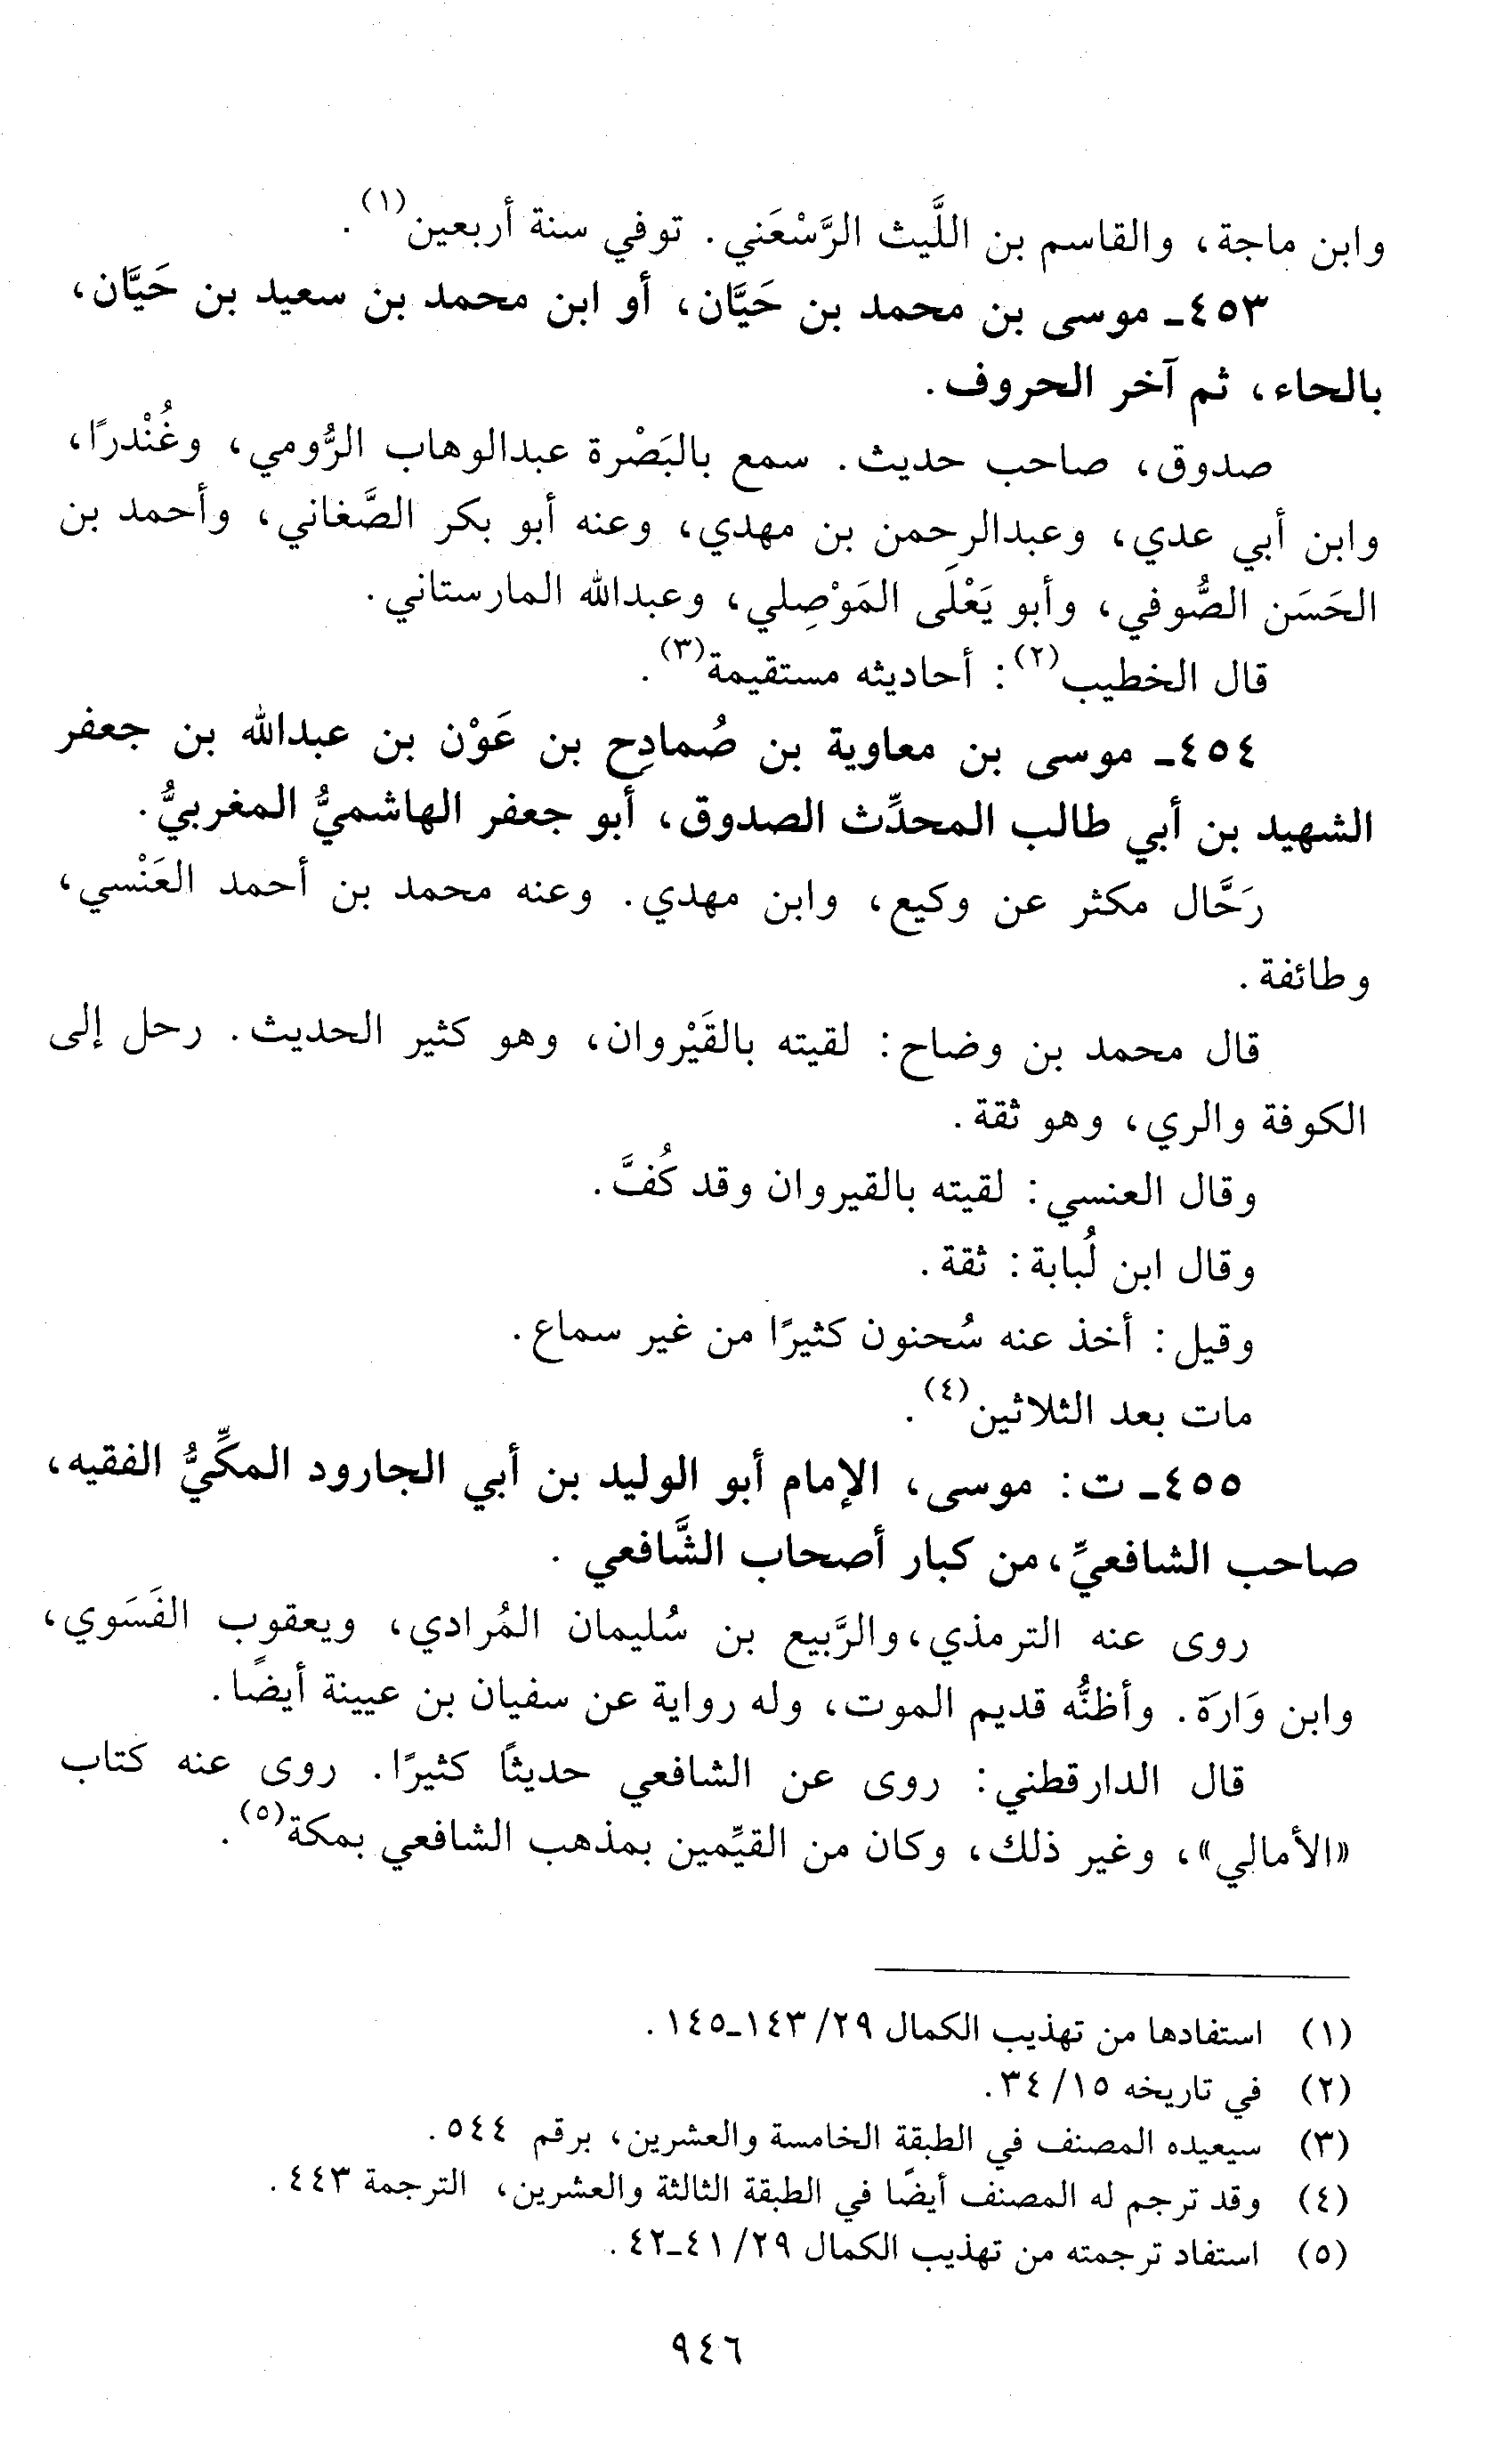 وابن ماجة، والقاسم بن اللَّيث الرَّسْعَني. توفي سنة أربعين(١).
٤٥٣ـ موسى بن محمد بن حَيَّان، أو ابن محمد بن سعيد بن حَيَّان،
بالحاء، ثم آخر الحروف.
صدوق، صاحب حديث. سمع بالبَصْرة عبدالوهاب الرُّومي، وغُنْدرًا،
وابن أبي عدي، وعبدالرحمن بن مهدي، وعنه أبو بكر الصَّغاني، وأحمد بن
الحَسَن الصُّوفي، وأبو يَعْلَى المَوْصِلي، وعبدالله المارستاني.
قال الخطيب(٢): أحاديثه مستقيمة(٣).
٤٥٤ـ موسى بن معاوية بن صُمادِح بن عَوْن بن عبدالله بن جعفر
الشهيد بن أبي طالب المحدِّث الصدوق، أبو جعفر الهاشميُّ المغربيُّ.
رَحَّال مكثر عن وكيع، وابن مهدي. وعنه محمد بن أحمد العَنْسي،
وطائفة.
قال محمد بن وضاح: لقيته بالقَيْروان، وهو كثير الحديث. رحل إلى
الكوفة والري، وهو ثقة.
وقال العنسي: لقيته بالقيروان وقد كُفَّ.
وقال ابن لُبابة: ثقة.
وقيل: أخذ عنه سُحنون كثيرًا من غير سماع.
مات بعد الثلاثين(٤).
٤٥٥ـ ت: موسى، الإمام أبو الوليد بن أبي الجارود المكِّيُّ الفقيه،
صاحب الشافعيِّ، من كبار أصحاب الشَّافعي .
روى عنه الترمذي، والرَّبيع بن سُليمان المُرادي، ويعقوب الفَسَوي،
وابن وَارَة. وأظنُّه قديم الموت، وله رواية عن سفيان بن عيينة أيضًا.
قال الدارقطني: روى عن الشافعي حديثًا كثيرًا. روى عنه كتاب
«الأمالي»، وغير ذلك، وكان من القيِّمين بمذهب الشافعي بمكة(٥).
(١) استفادها من تهذيب الكمال ٢٩/ ١٤٣ـ١٤٥.
(٢) في تاريخه ١٥/ ٣٤.
(٣) سيعيده المصنف في الطبقة الخامسة والعشرين، برقم ٥٤٤.
(٤) وقد ترجم له المصنف أيضًا في الطبقة الثالثة والعشرين، الترجمة ٤٤٣.
(٥) استفاد ترجمته من تهذيب الكمال ٢٩/ ٤١ـ٤٢.
٩٤٦